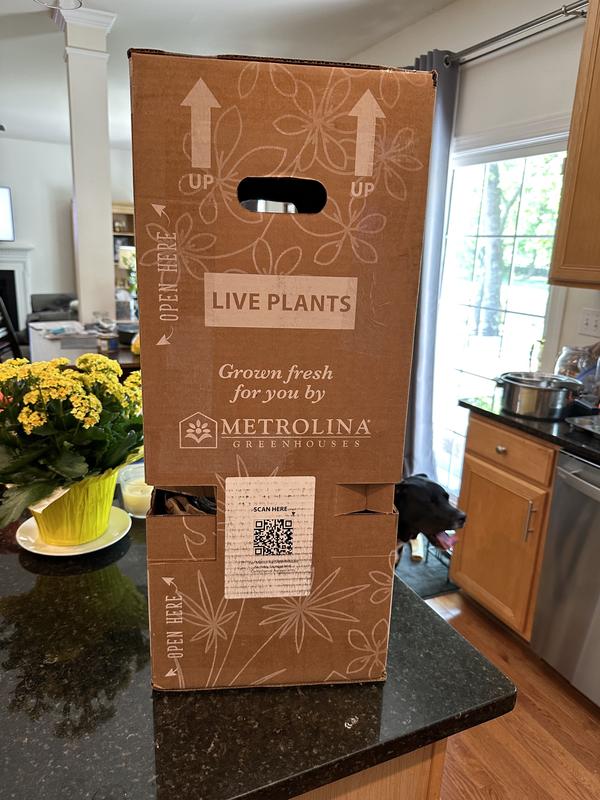 UP
UP
OPEN HERE
LIVE PLANTS
Grown fresh
for you by
METROLINA
GREENHOUSES
SCAN HERE
OPEN HERE